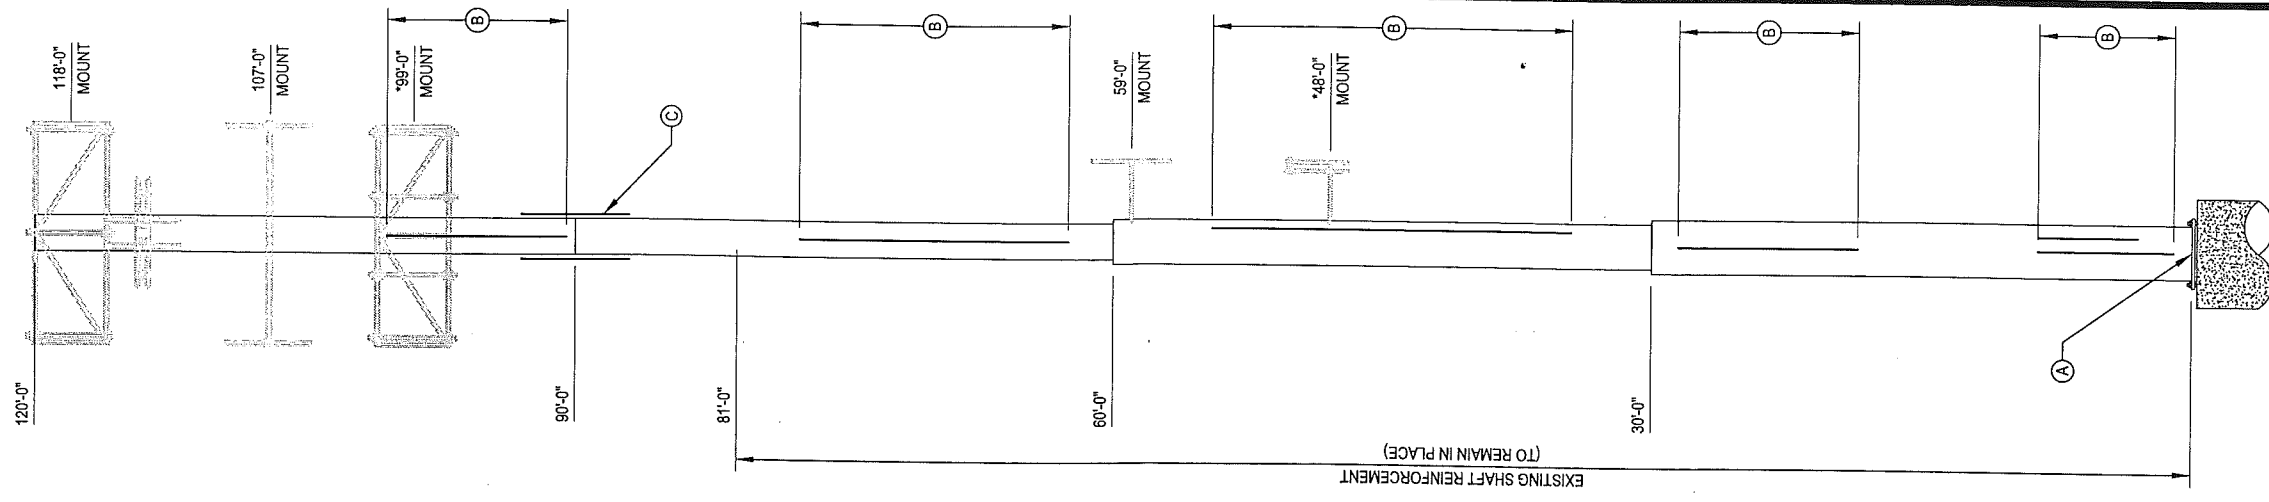 118'-0"
MOUNT
107'-0"
MOUNT
*99'-0"
MOUNT
B
C
B
59'-0"
MOUNT
*48'-0"
MOUNT
B
B
B
120'-0"
90'-0"
81'-0"
60'-0"
30'-0"
A
EXISTING SHAFT REINFORCEMENT
(TO REMAIN IN PLACE)